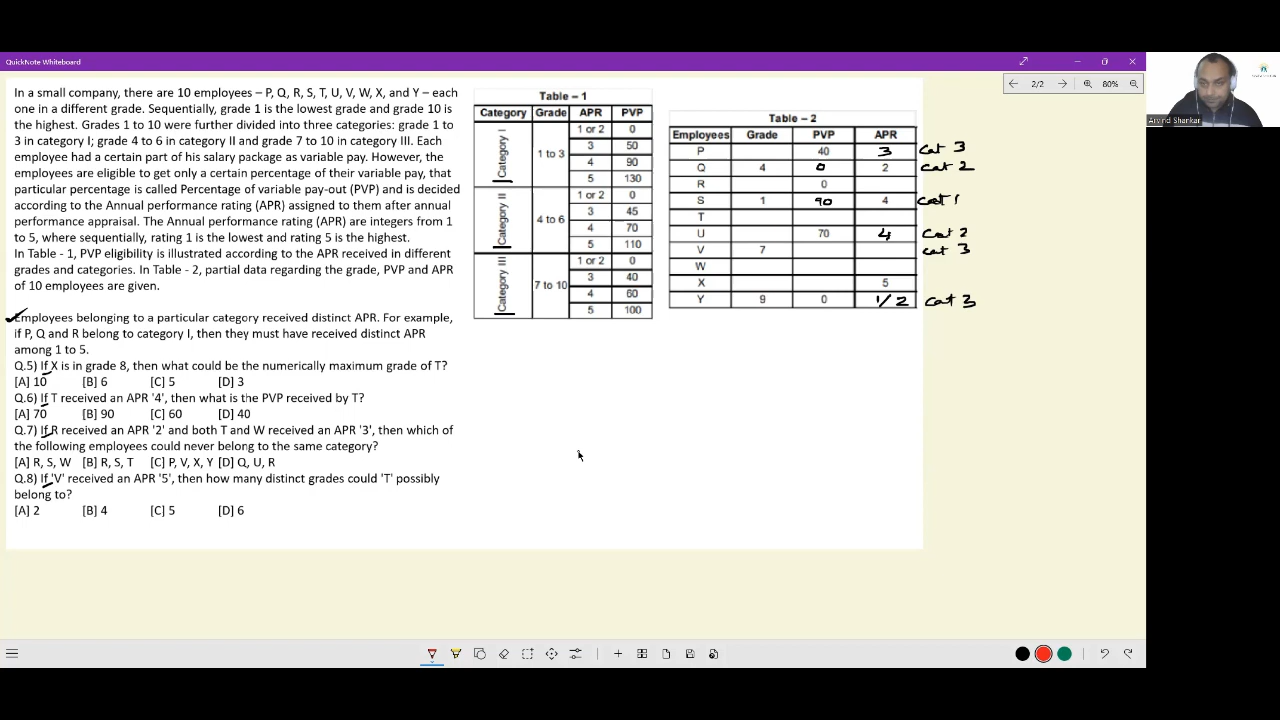 QuickNote Whiteboard
2/2
80%
In a small company, there are 10 employees – P, Q, R, S, T, U, V, W, X, and Y – each
one in a different grade. Sequentially, grade 1 is the lowest grade and grade 10 is
the highest. Grades 1 to 10 were further divided into three categories: grade 1 to
3 in category I; grade 4 to 6 in category II and grade 7 to 10 in category III. Each
employee had a certain part of his salary package as variable pay. However, the
employees are eligible to get only a certain percentage of their variable pay, that
particular percentage is called Percentage of variable pay-out (PVP) and is decided
according to the Annual performance rating (APR) assigned to them after annual
performance appraisal. The Annual performance rating (APR) are integers from 1
to 5, where sequentially, rating 1 is the lowest and rating 5 is the highest.
In Table - 1, PVP eligibility is illustrated according to the APR received in different
grades and categories. In Table - 2, partial data regarding the grade, PVP and APR
of 10 employees are given.
Employees belonging to a particular category received distinct APR. For example,
if P, Q and R belong to category I, then they must have received distinct APR
among 1 to 5.
Q.5) If X is in grade 8, then what could be the numerically maximum grade of T?
[A] 10 [B] 6 [C] 5 [D] 3
Q.6) If T received an APR '4', then what is the PVP received by T?
[A] 70 [B] 90 [C] 60 [D] 40
Q.7) If R received an APR '2' and both T and W received an APR '3', then which of
the following employees could never belong to the same category?
[A] R, S, W [B] R, S, T [C] P, V, X, Y [D] Q, U, R
Q.8) If 'V' received an APR '5', then how many distinct grades could 'T' possibly
belong to?
[A] 2 [B] 4 [C] 5 [D] 6
Table – 1
Category Grade APR PVP
Category I 1 to 3 1 or 2 0
3 50
4 90
5 130
Category II 4 to 6 1 or 2 0
3 45
4 70
5 110
Category III 7 to 10 1 or 2 0
3 40
4 60
5 100
Table – 2
Employees Grade PVP APR
P 40 3 cat 3
Q 4 0 2 cat 2
R 0
S 1 90 4 cat 1
T
U 70 4 cat 2
V 7 cat 3
W
X 5
Y 9 0 1/2 cat 3
Arvind Shankar